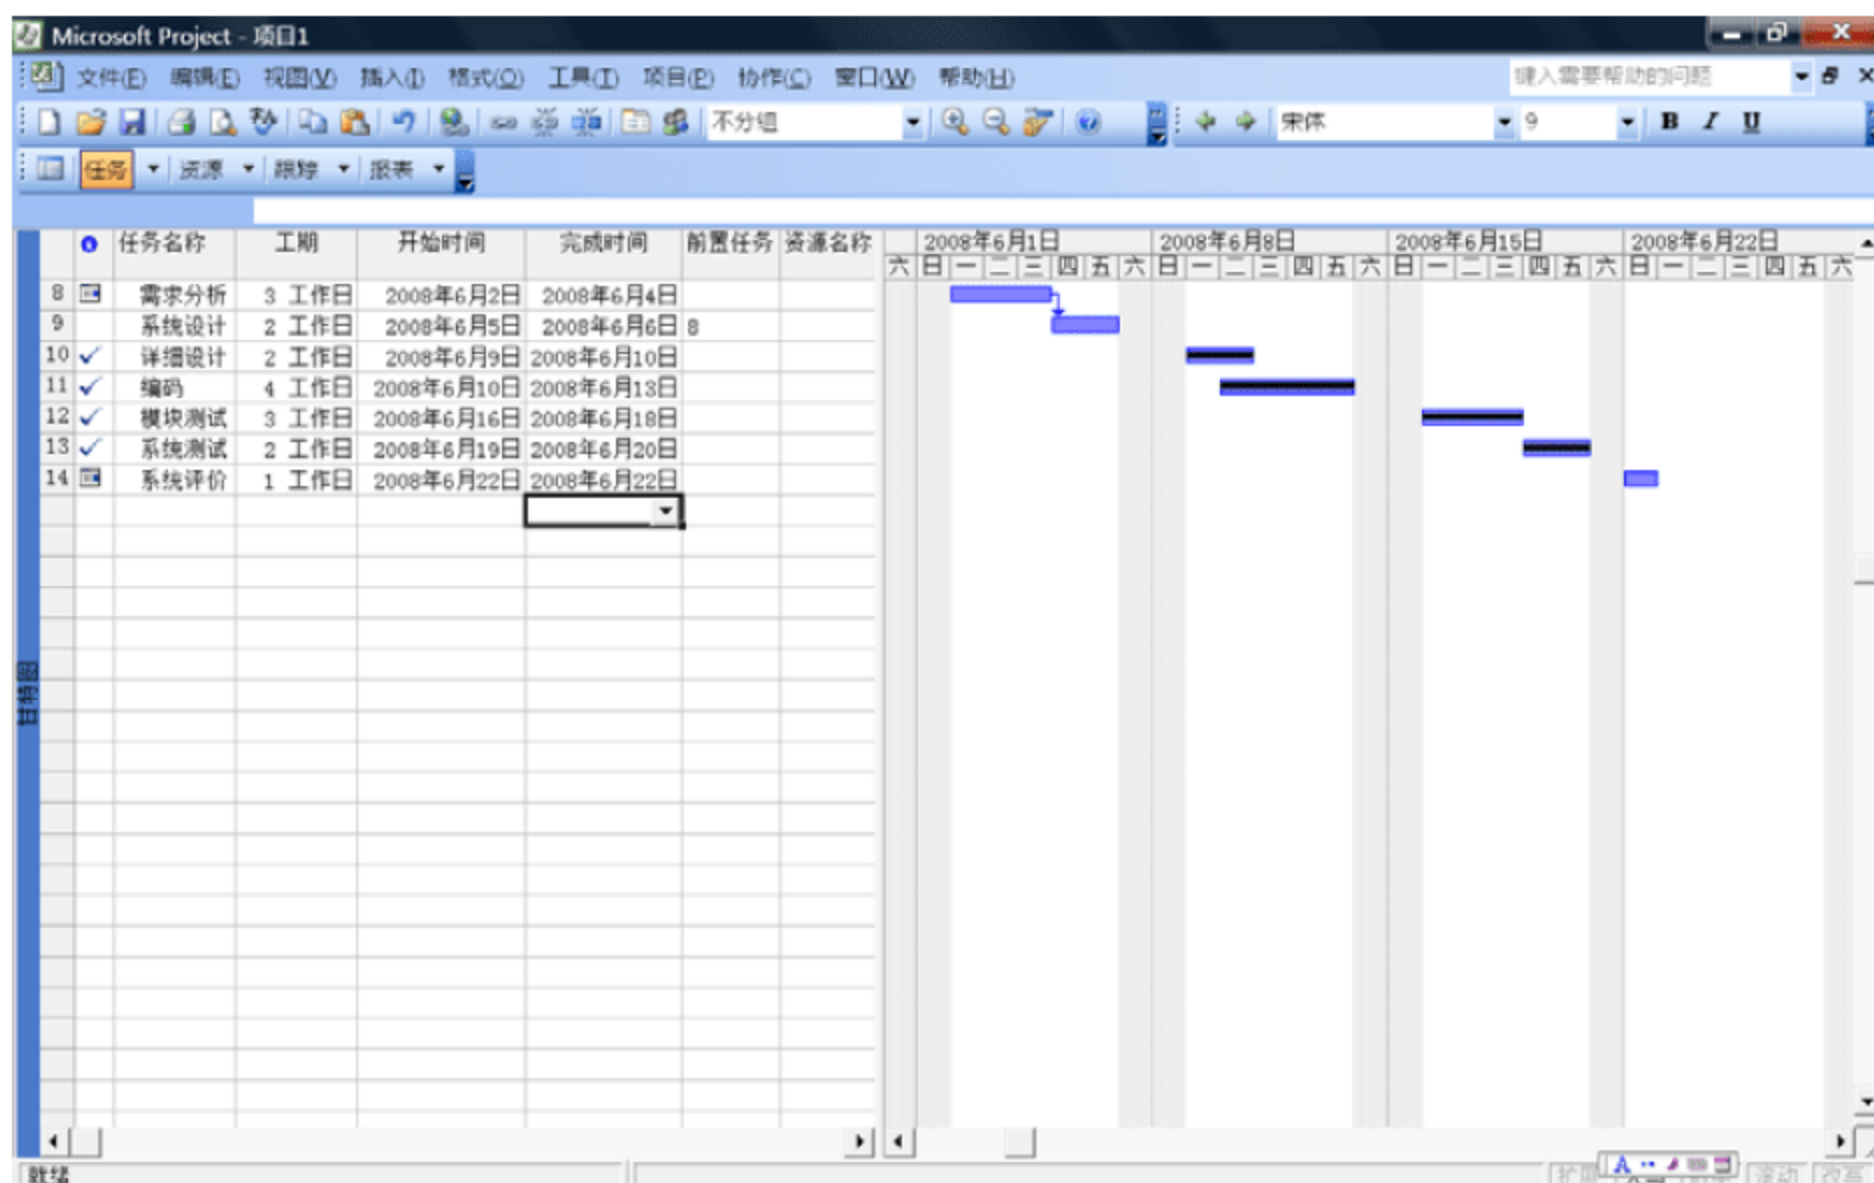 Microsoft Project - 项目1
文件(F) 编辑(E) 视图(V) 插入(I) 格式(O) 工具(T) 项目(P) 协作(C) 窗口(W) 帮助(H) 键入需要帮助的问题
不分组 宋体 9 B I U
任务 资源 跟踪 报表
任务名称 工期 开始时间 完成时间 前置任务 资源名称 2008年6月1日 2008年6月8日 2008年6月15日 2008年6月22日
六 日 一 二 三 四 五 六 日 一 二 三 四 五 六 日 一 二 三 四 五 六 日 一 二 三 四 五 六
8 需求分析 3 工作日 2008年6月2日 2008年6月4日
9 系统设计 2 工作日 2008年6月5日 2008年6月6日 8
10 详细设计 2 工作日 2008年6月9日 2008年6月10日
11 编码 4 工作日 2008年6月10日 2008年6月13日
12 模块测试 3 工作日 2008年6月16日 2008年6月18日
13 系统测试 2 工作日 2008年6月19日 2008年6月20日
14 系统评价 1 工作日 2008年6月22日 2008年6月22日
甘特图
就绪 扩展 A 滚动 改写